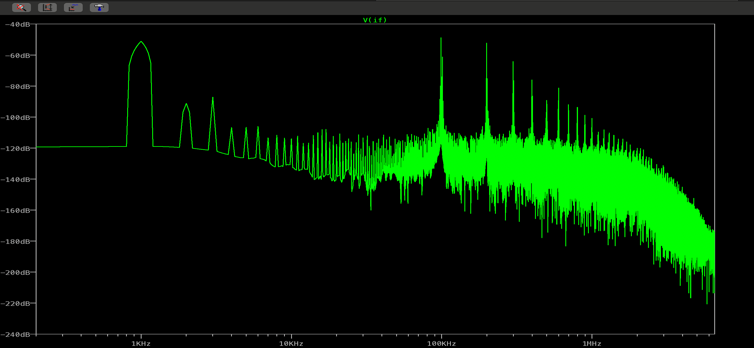 V(if)
-40dB
-60dB
-80dB
-100dB
-120dB
-140dB
-160dB
-180dB
-200dB
-220dB
-240dB
1KHz 10KHz 100KHz 1MHz